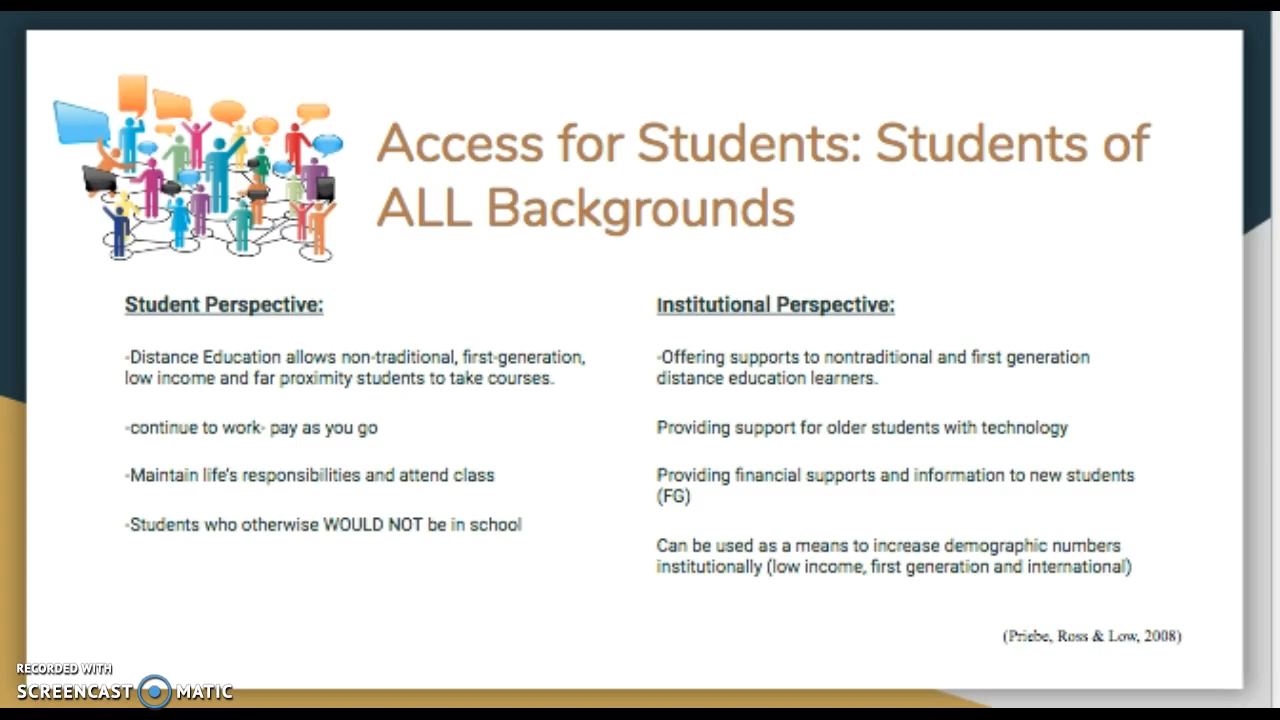 Access for Students: Students of
ALL Backgrounds
Student Perspective:
-Distance Education allows non-traditional, first-generation,
low income and far proximity students to take courses.
-continue to work- pay as you go
-Maintain life's responsibilities and attend class
-Students who otherwise WOULD NOT be in school
Institutional Perspective:
-Offering supports to nontraditional and first generation
distance education learners.
Providing support for older students with technology
Providing financial supports and information to new students
(FG)
Can be used as a means to increase demographic numbers
institutionally (low income, first generation and international)
(Priebe, Ross & Low, 2008)
RECORDED WITH
SCREENCAST MATIC